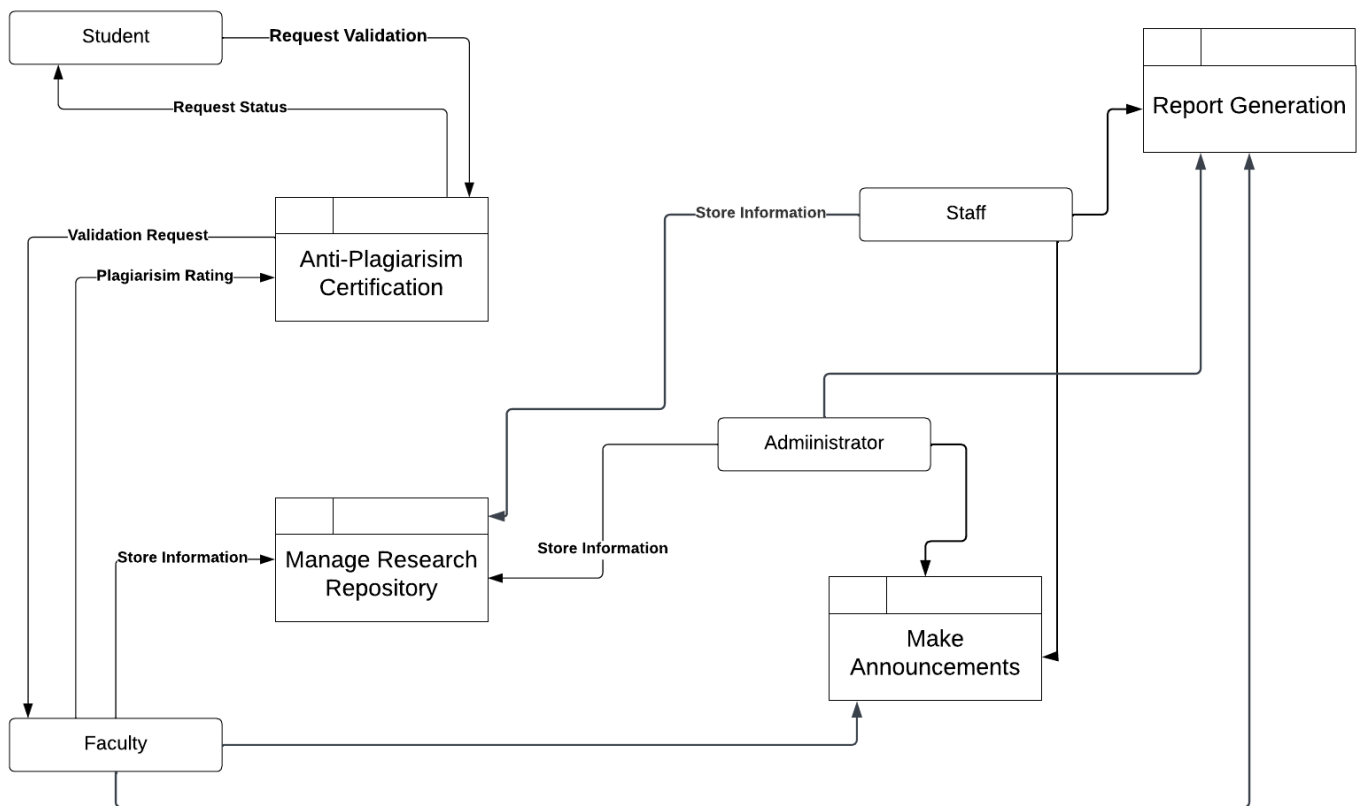 Student
Request Validation
Request Status
Report Generation
Store Information
Staff
Validation Request
Plagiarisim Rating
Anti-Plagiarisim
Certification
Admiinistrator
Store Information
Store Information
Manage Research
Repository
Make
Announcements
Faculty